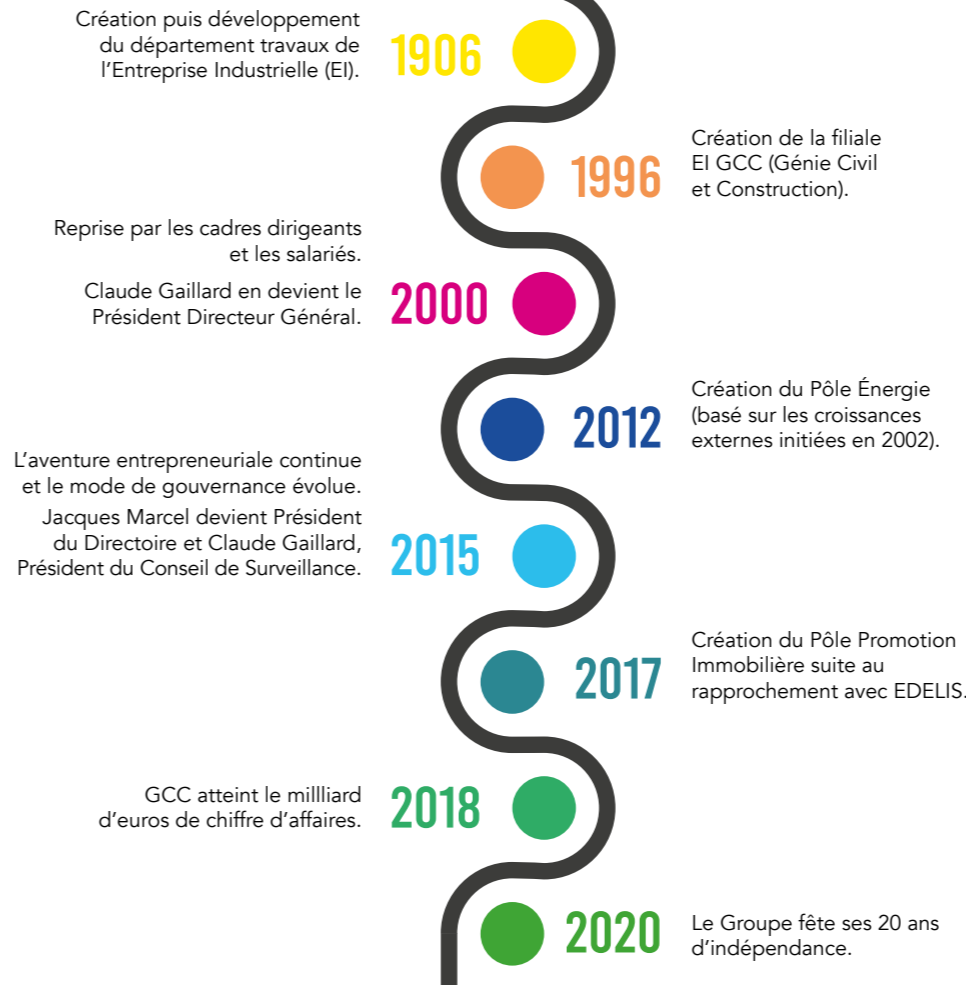 Création puis développement
du département travaux de
l'Entreprise Industrielle (EI).
1906
1996
Création de la filiale
EI GCC (Génie Civil
et Construction).
Reprise par les cadres dirigeants
et les salariés.
Claude Gaillard en devient le
Président Directeur Général.
2000
2012
Création du Pôle Énergie
(basé sur les croissances
externes initiées en 2002).
L'aventure entrepreneuriale continue
et le mode de gouvernance évolue.
Jacques Marcel devient Président
du Directoire et Claude Gaillard,
Président du Conseil de Surveillance.
2015
2017
Création du Pôle Promotion
Immobilière suite au
rapprochement avec EDELIS.
GCC atteint le millliard
d'euros de chiffre d'affaires.
2018
2020
Le Groupe fête ses 20 ans
d'indépendance.